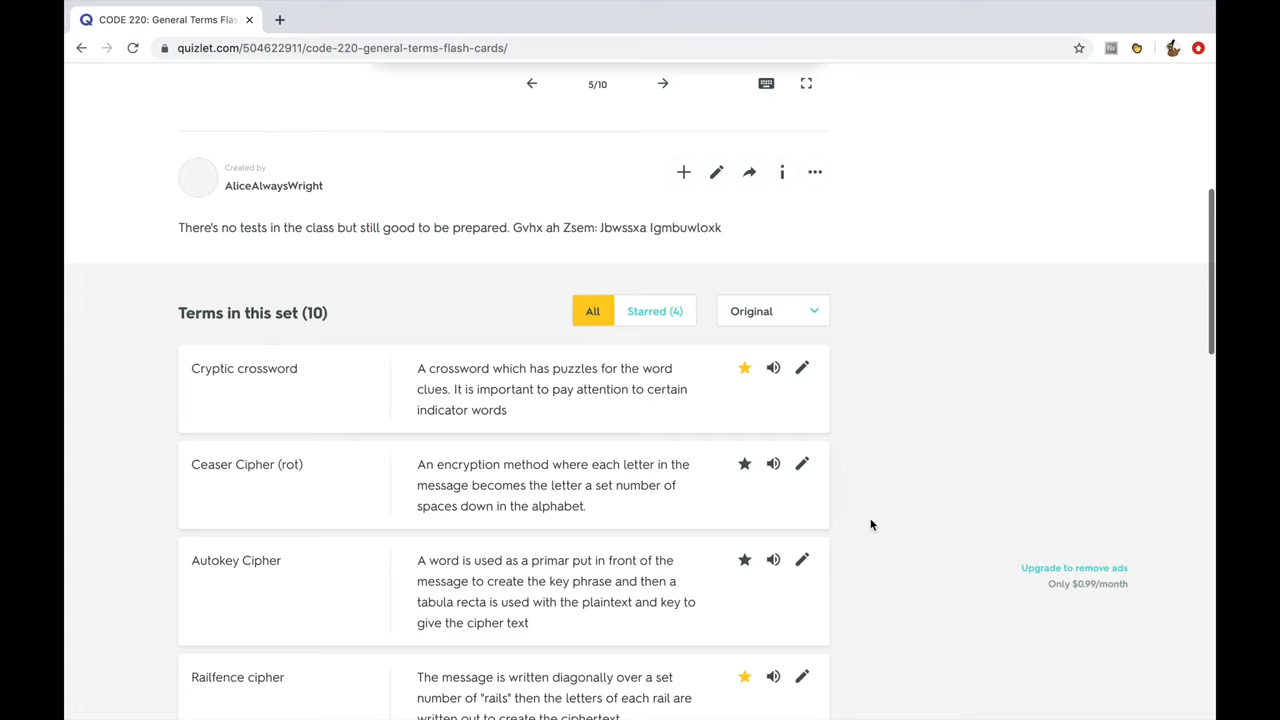 CODE 220: General Terms Flas
quizlet.com/504622911/code-220-general-terms-flash-cards/
5/10
Created by
AliceAlwaysWright
There's no tests in the class but still good to be prepared. Gvhx ah Zsem: Jbwssxa Igmbuwloxk
Terms in this set (10)
All
Starred (4)
Original
Cryptic crossword
A crossword which has puzzles for the word
clues. It is important to pay attention to certain
indicator words
Ceaser Cipher (rot)
An encryption method where each letter in the
message becomes the letter a set number of
spaces down in the alphabet.
Autokey Cipher
A word is used as a primar put in front of the
message to create the key phrase and then a
tabula recta is used with the plaintext and key to
give the cipher text
Upgrade to remove ads
Only $0.99/month
Railfence cipher
The message is written diagonally over a set
number of "rails" then the letters of each rail are
written out to create the ciphertext